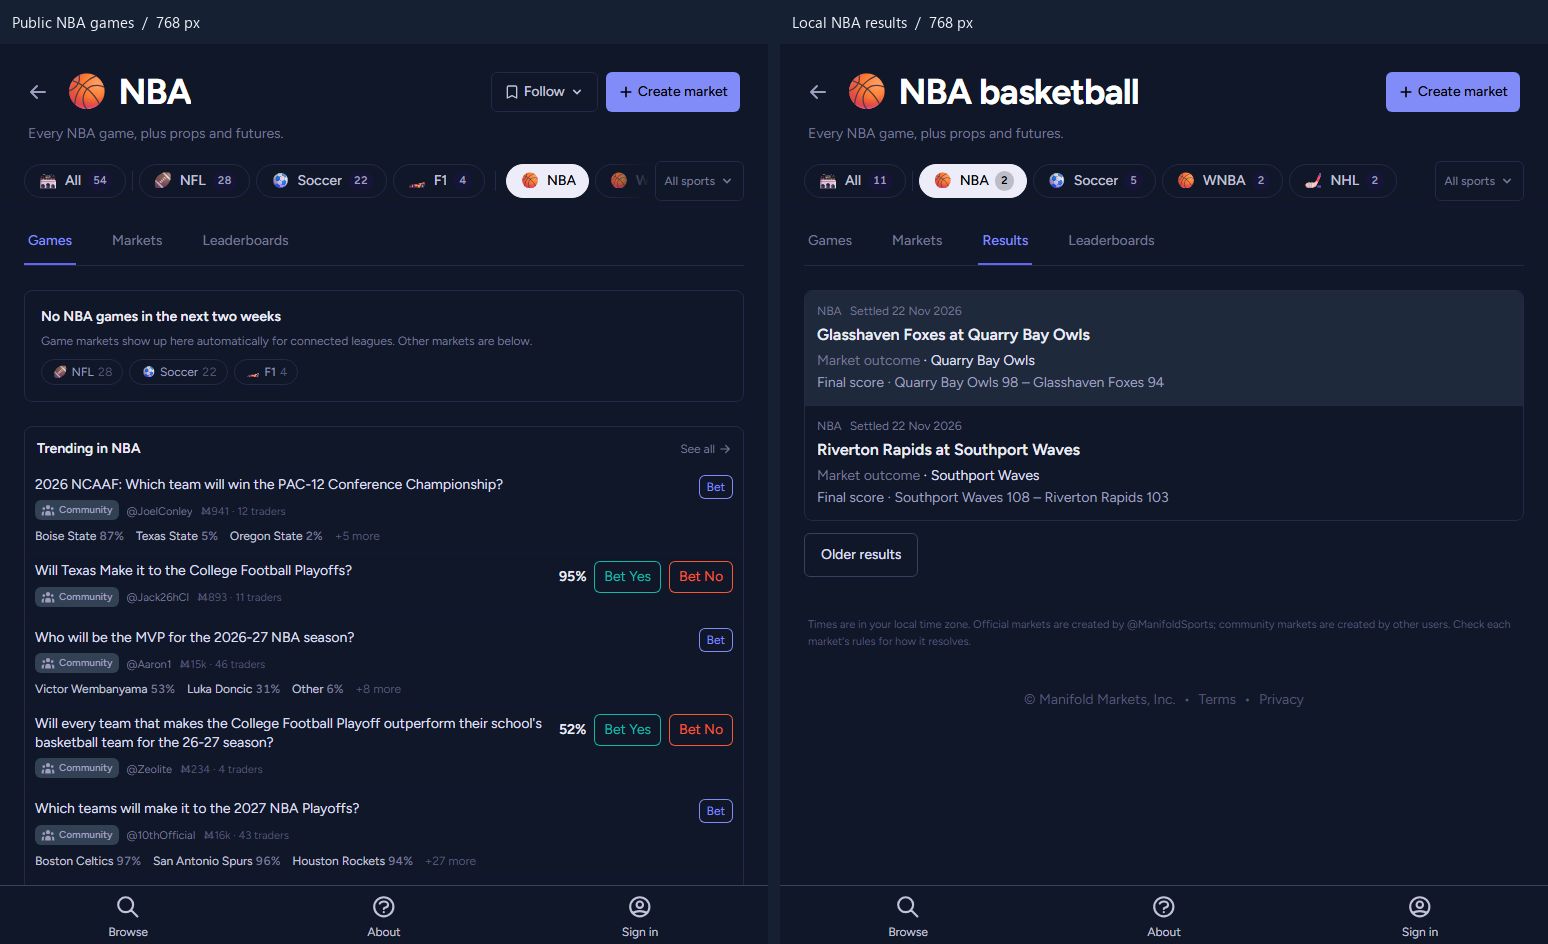 Public NBA games / 768 px
NBA
Follow
+ Create market
Every NBA game, plus props and futures.
All 54
NFL 28
Soccer 22
F1 4
NBA
W
All sports
Games
Markets
Leaderboards
No NBA games in the next two weeks
Game markets show up here automatically for connected leagues. Other markets are below.
NFL 28
Soccer 22
F1 4
Trending in NBA
See all →
2026 NCAAF: Which team will win the PAC-12 Conference Championship?
Bet
Community @JoelConley Ṁ941 · 12 traders
Boise State 87% Texas State 5% Oregon State 2% +5 more
Will Texas Make it to the College Football Playoffs?
95% Bet Yes Bet No
Community @Jack26hCl Ṁ893 · 11 traders
Who will be the MVP for the 2026-27 NBA season?
Bet
Community @Aaron1 Ṁ15k · 46 traders
Victor Wembanyama 53% Luka Doncic 31% Other 6% +8 more
Will every team that makes the College Football Playoff outperform their school's
basketball team for the 26-27 season?
52% Bet Yes Bet No
Community @Zeolite Ṁ234 · 4 traders
Which teams will make it to the 2027 NBA Playoffs?
Bet
Community @10thOfficial Ṁ16k · 43 traders
Boston Celtics 97% San Antonio Spurs 96% Houston Rockets 94% +27 more
Browse
About
Sign in
Local NBA results / 768 px
NBA basketball
+ Create market
Every NBA game, plus props and futures.
All 11
NBA 2
Soccer 5
WNBA 2
NHL 2
All sports
Games
Markets
Results
Leaderboards
NBA Settled 22 Nov 2026
Glasshaven Foxes at Quarry Bay Owls
Market outcome · Quarry Bay Owls
Final score · Quarry Bay Owls 98 – Glasshaven Foxes 94
NBA Settled 22 Nov 2026
Riverton Rapids at Southport Waves
Market outcome · Southport Waves
Final score · Southport Waves 108 – Riverton Rapids 103
Older results
Times are in your local time zone. Official markets are created by @ManifoldSports; community markets are created by other users. Check each
market's rules for how it resolves.
© Manifold Markets, Inc. • Terms • Privacy
Browse
About
Sign in